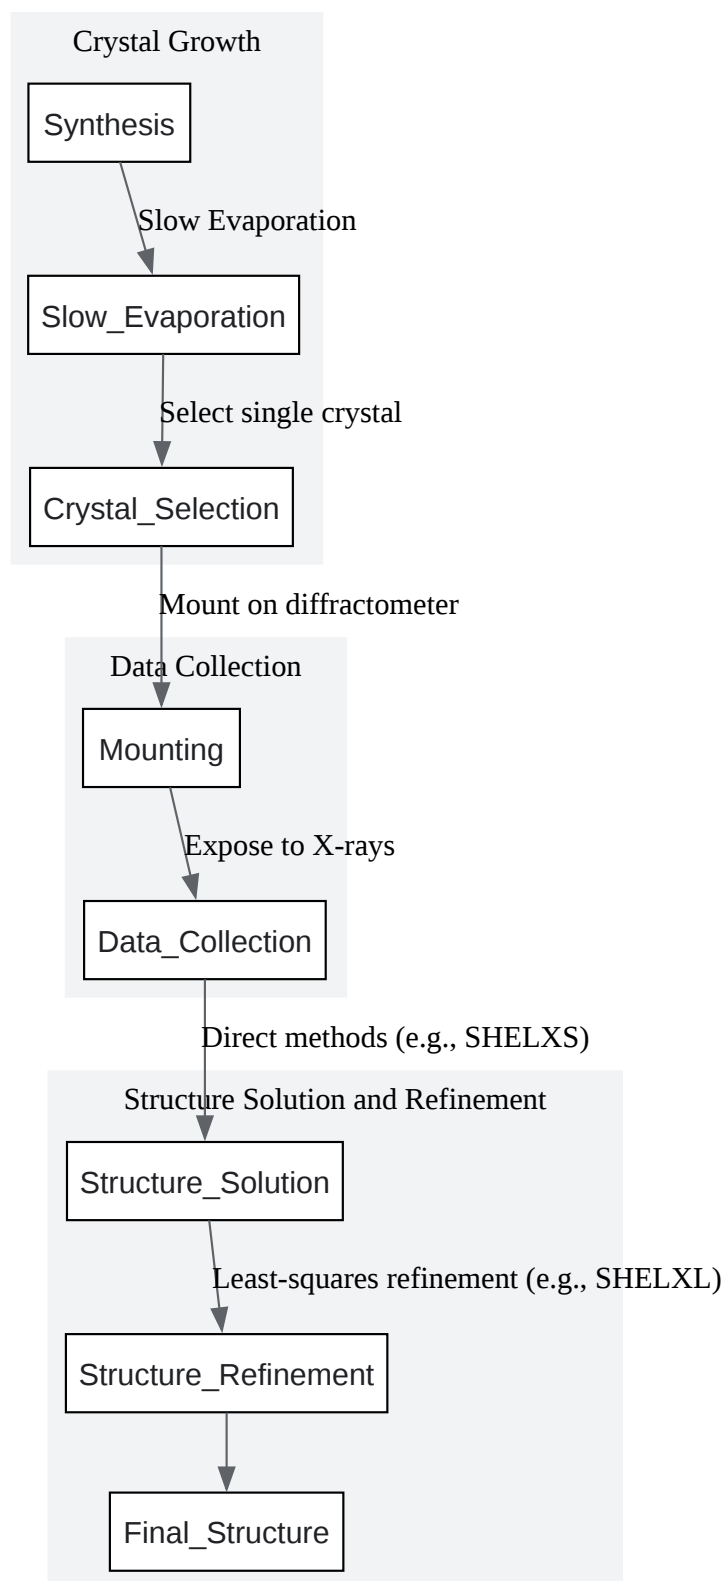 Crystal Growth
Synthesis
Slow Evaporation
Slow_Evaporation
Select single crystal
Crystal_Selection
Mount on diffractometer
Data Collection
Mounting
Expose to X-rays
Data_Collection
Direct methods (e.g., SHELXS)
Structure Solution and Refinement
Structure_Solution
Least-squares refinement (e.g., SHELXL)
Structure_Refinement
Final_Structure